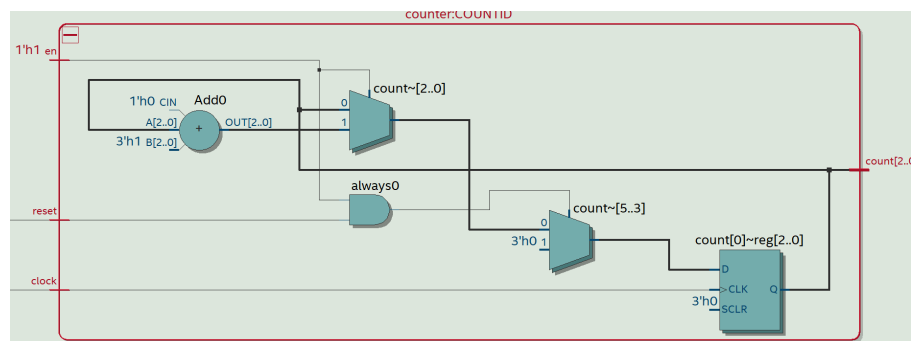 counter:COUNTID
1'h1 en
count~[2..0]
1'h0 CIN
Add0
0
A[2..0]
+
OUT[2..0]
1
3'h1 B[2..0]
count[2..0
always0
reset
count~[5..3]
0
3'h0 1
count[0]~reg[2..0]
D
clock
>CLK
Q
3'h0
SCLR